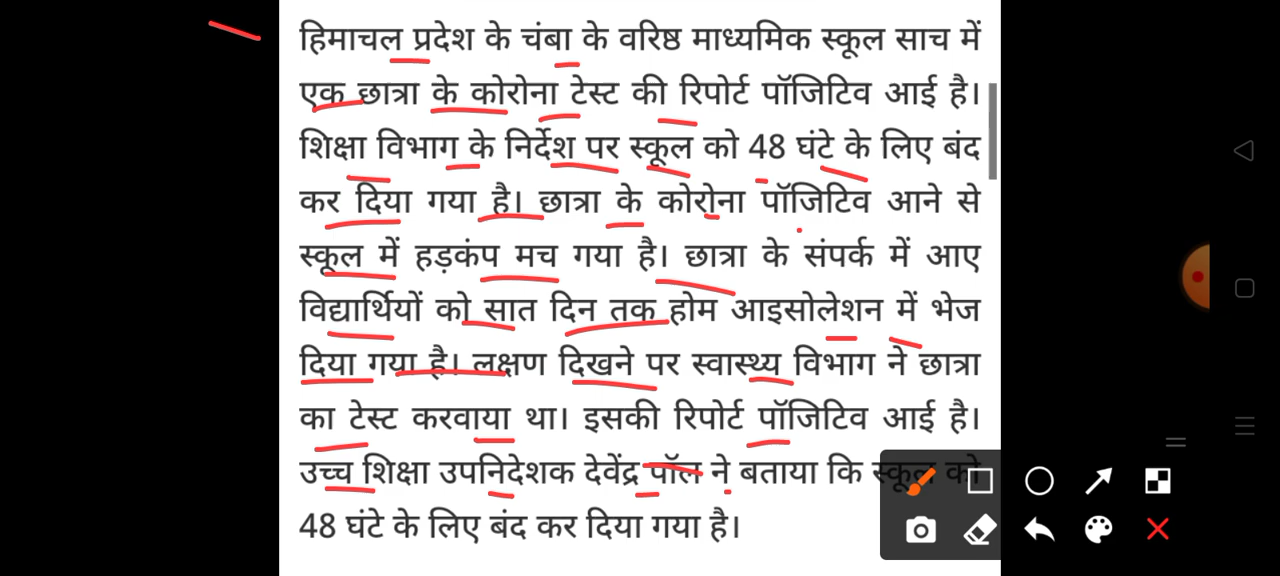 हिमाचल प्रदेश के चंबा के वरिष्ठ माध्यमिक स्कूल साच में
एक छात्रा के कोरोना टेस्ट की रिपोर्ट पॉजिटिव आई है।
शिक्षा विभाग के निर्देश पर स्कूल को 48 घंटे के लिए बंद
कर दिया गया है। छात्रा के कोरोना पॉजिटिव आने से
स्कूल में हड़कंप मच गया है। छात्रा के संपर्क में आए
विद्यार्थियों को सात दिन तक होम आइसोलेशन में भेज
दिया गया है। लक्षण दिखने पर स्वास्थ्य विभाग ने छात्रा
का टेस्ट करवाया था। इसकी रिपोर्ट पॉजिटिव आई है।
उच्च शिक्षा उपनिदेशक देवेंद्र पॉल ने बताया कि स्कूल को
48 घंटे के लिए बंद कर दिया गया है।